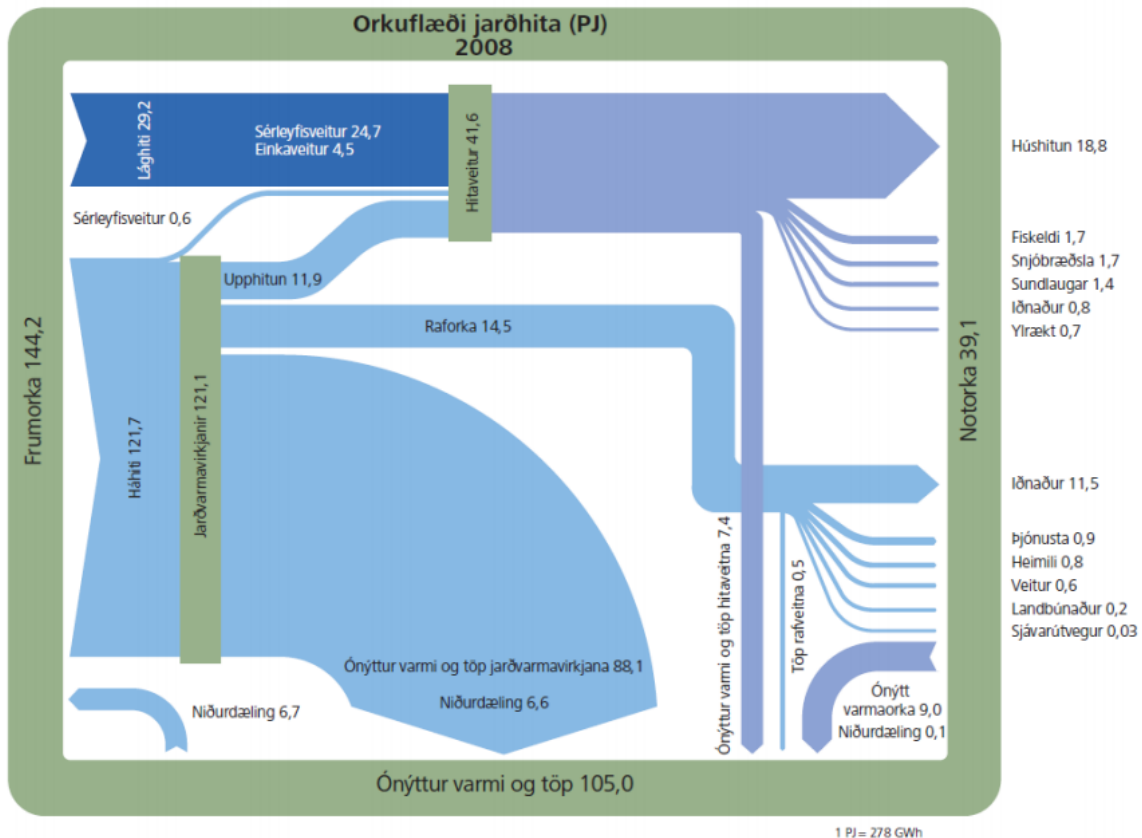 Orkuflæði jarðhita (PJ)
2008
Frumorka 144,2
Lághiti 29,2
Sérleyfisveitur 24,7
Einkaveitur 4,5
Hitaveitur 41,6
Sérleyfisveitur 0,6
Upphitun 11,9
Raforka 14,5
Háhiti 121,7
Jarðvarmavirkjanir 121,1
Ónýttur varmi og töp jarðvarmavirkjana 88,1
Niðurdæling 6,6
Niðurdæling 6,7
Ónýttur varmi og töp hitaveitna 7,4
Töp rafveitna 0,5
Ónýtt
varmaorka 9,0
Niðurdæling 0,1
Notorka 39,1
Húshitun 18,8
Fiskeldi 1,7
Snjóbræðsla 1,7
Sundlaugar 1,4
Iðnaður 0,8
Ylrækt 0,7
Iðnaður 11,5
Þjónusta 0,9
Heimili 0,8
Veitur 0,6
Landbúnaður 0,2
Sjávarútvegur 0,03
Ónýttur varmi og töp 105,0
1 PJ = 278 GWh